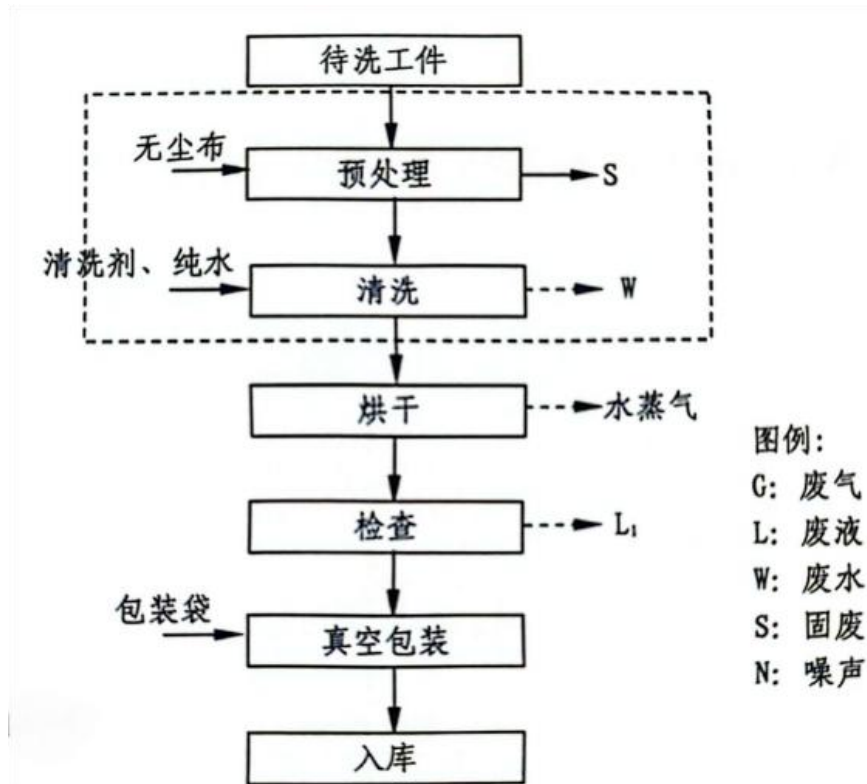 待洗工件
无尘布
预处理
S
清洗剂、纯水
清洗
W
烘干
水蒸气
检查
L₁
包装袋
真空包装
入库
图例:
G: 废气
L: 废液
W: 废水
S: 固废
N: 噪声